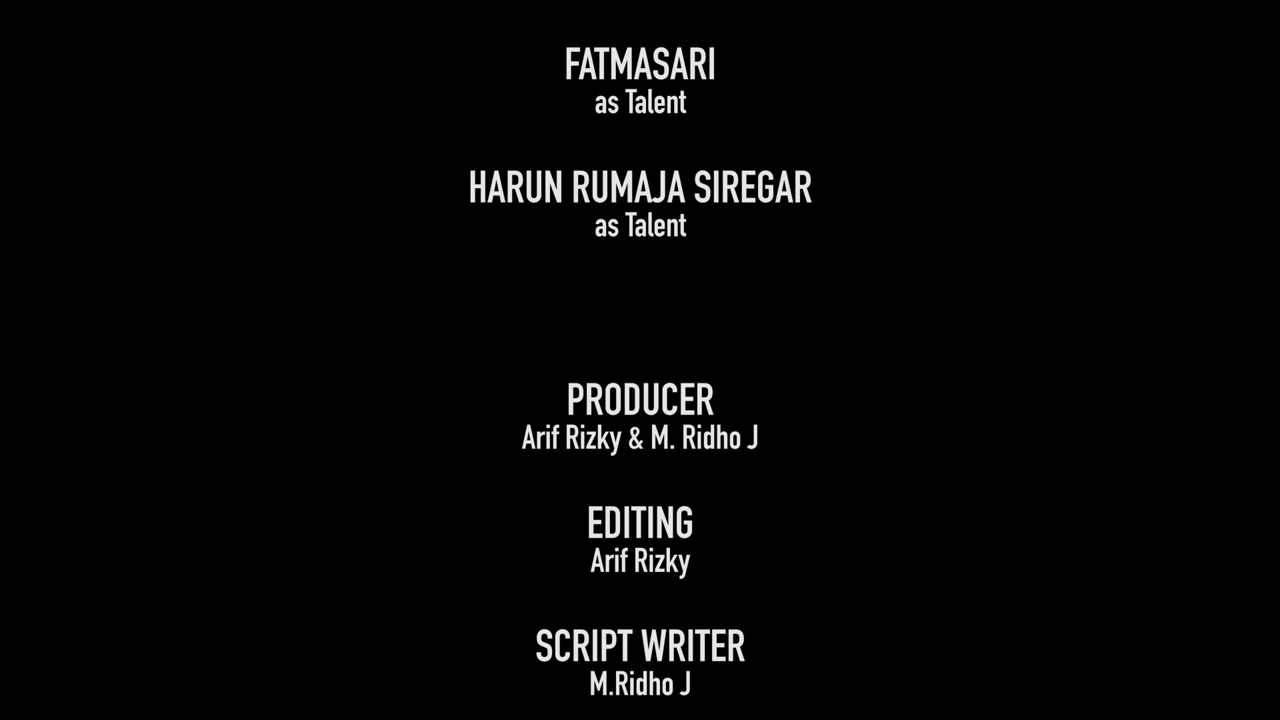 FATMASARI
as Talent
HARUN RUMAJA SIREGAR
as Talent
PRODUCER
Arif Rizky & M. Ridho J
EDITING
Arif Rizky
SCRIPT WRITER
M.Ridho J